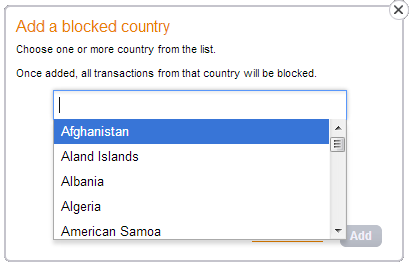 Add a blocked country
Choose one or more country from the list.
Once added, all transactions from that country will be blocked.
Afghanistan
Aland Islands
Albania
Algeria
American Samoa
Add